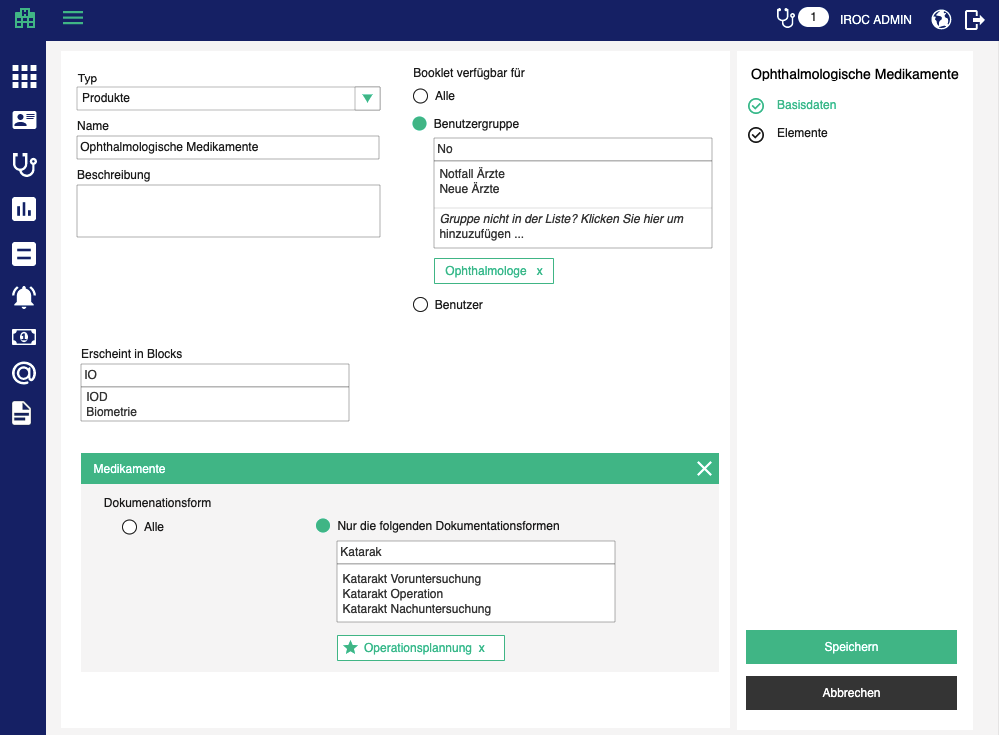 1
IROC ADMIN
Typ
Produkte
Name
Ophthalmologische Medikamente
Beschreibung
Booklet verfügbar für
Alle
Benutzergruppe
No
Notfall Ärzte
Neue Ärzte
Gruppe nicht in der Liste? Klicken Sie hier um
hinzuzufügen ...
Ophthalmologe x
Benutzer
Erscheint in Blocks
IO
IOD
Biometrie
Medikamente
Dokumenationsform
Alle
Nur die folgenden Dokumentationsformen
Katarak
Katarakt Voruntersuchung
Katarakt Operation
Katarakt Nachuntersuchung
Operationsplannung x
Ophthalmologische Medikamente
Basisdaten
Elemente
Speichern
Abbrechen